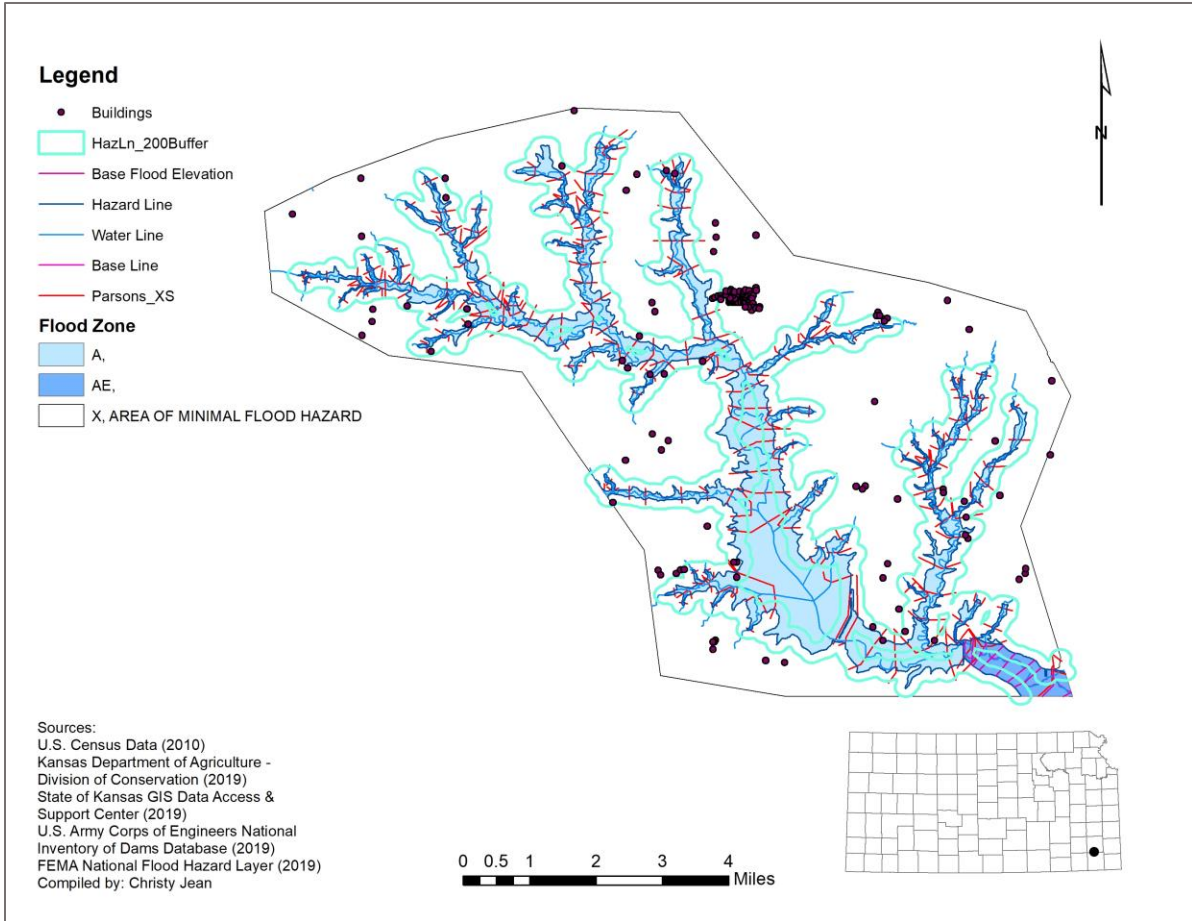 Legend
Buildings
HazLn_200Buffer
Base Flood Elevation
Hazard Line
Water Line
Base Line
Parsons_XS
Flood Zone
A,
AE,
X, AREA OF MINIMAL FLOOD HAZARD
N
Sources:
U.S. Census Data (2010)
Kansas Department of Agriculture -
Division of Conservation (2019)
State of Kansas GIS Data Access &
Support Center (2019)
U.S. Army Corps of Engineers National
Inventory of Dams Database (2019)
FEMA National Flood Hazard Layer (2019)
Compiled by: Christy Jean
0 0.5 1 2 3 4
Miles